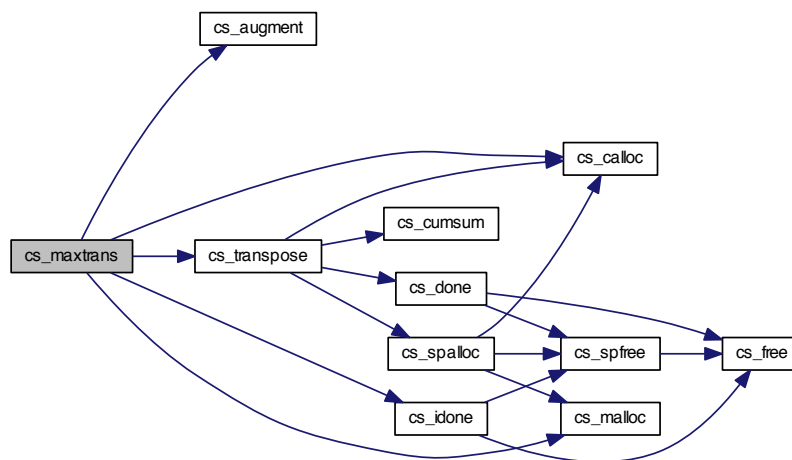 cs_augment
cs_calloc
cs_cumsum
cs_maxtrans
cs_transpose
cs_done
cs_spalloc
cs_spfree
cs_free
cs_idone
cs_malloc